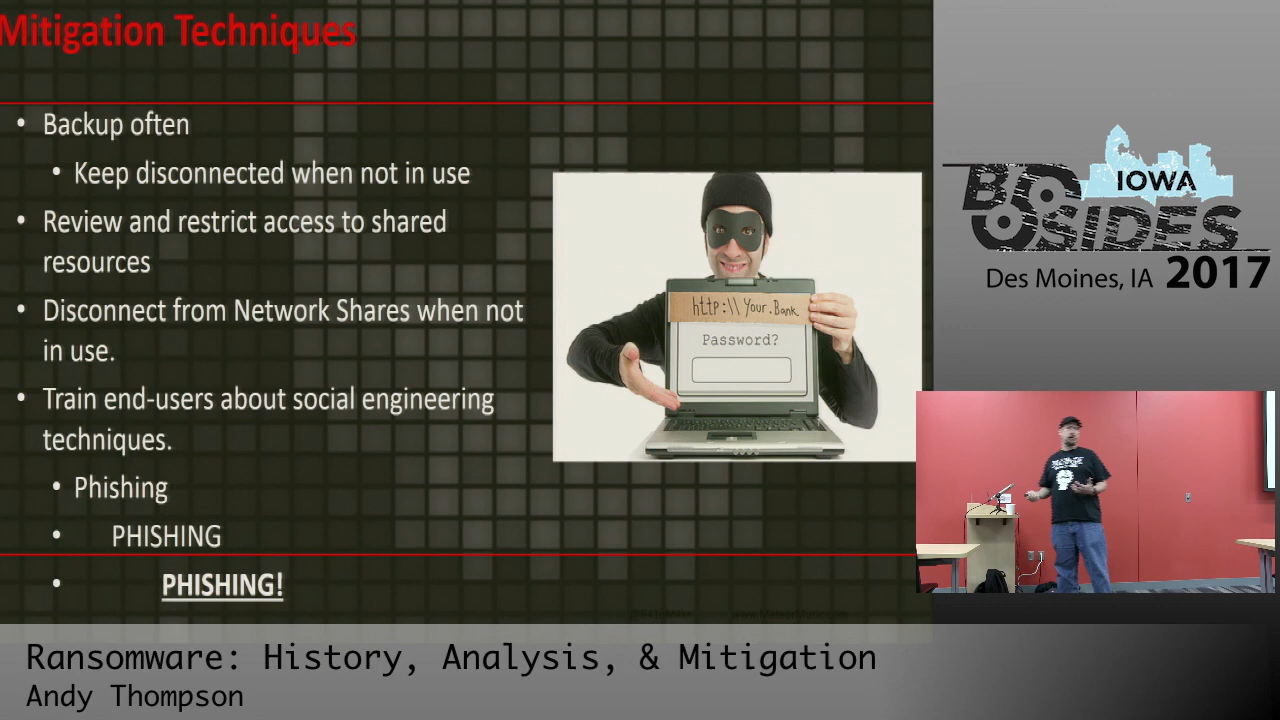 Mitigation Techniques
• Backup often
• Keep disconnected when not in use
• Review and restrict access to shared
resources
• Disconnect from Network Shares when not
in use.
• Train end-users about social engineering
techniques.
• Phishing
• PHISHING
• PHISHING!
http:\\ Your.Bank
Password?
IOWA
BSIDES
Des Moines, IA 2017
Ransomware: History, Analysis, & Mitigation
Andy Thompson